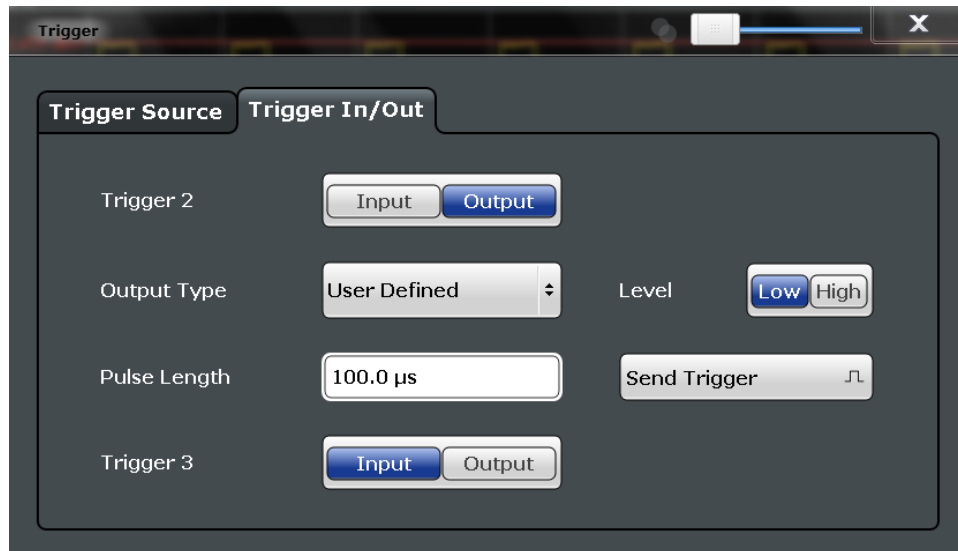 Trigger
X
Trigger Source
Trigger In/Out
Trigger 2
Input
Output
Output Type
User Defined
Level
Low
High
Pulse Length
100.0 µs
Send Trigger
Trigger 3
Input
Output